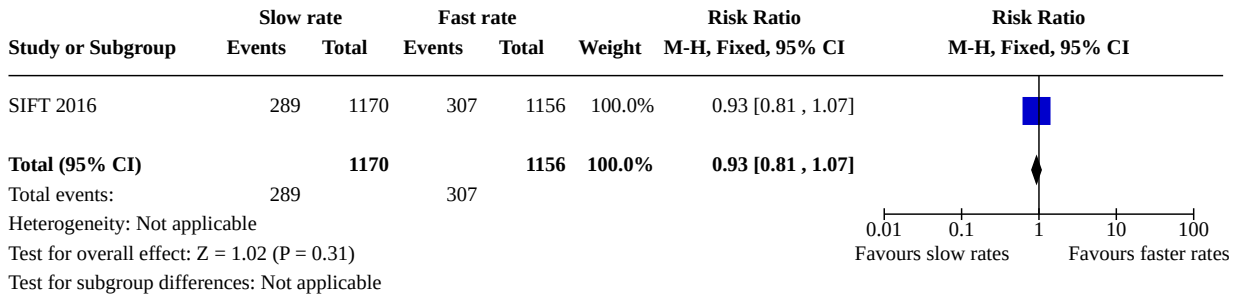 Slow rate Fast rate Risk Ratio Risk Ratio
Study or Subgroup Events Total Events Total Weight M-H, Fixed, 95% CI M-H, Fixed, 95% CI
SIFT 2016 289 1170 307 1156 100.0% 0.93 [0.81 , 1.07]
Total (95% CI) 1170 1156 100.0% 0.93 [0.81 , 1.07]
Total events: 289 307
Heterogeneity: Not applicable
0.01 0.1 1 10 100
Test for overall effect: Z = 1.02 (P = 0.31) Favours slow rates Favours faster rates
Test for subgroup differences: Not applicable